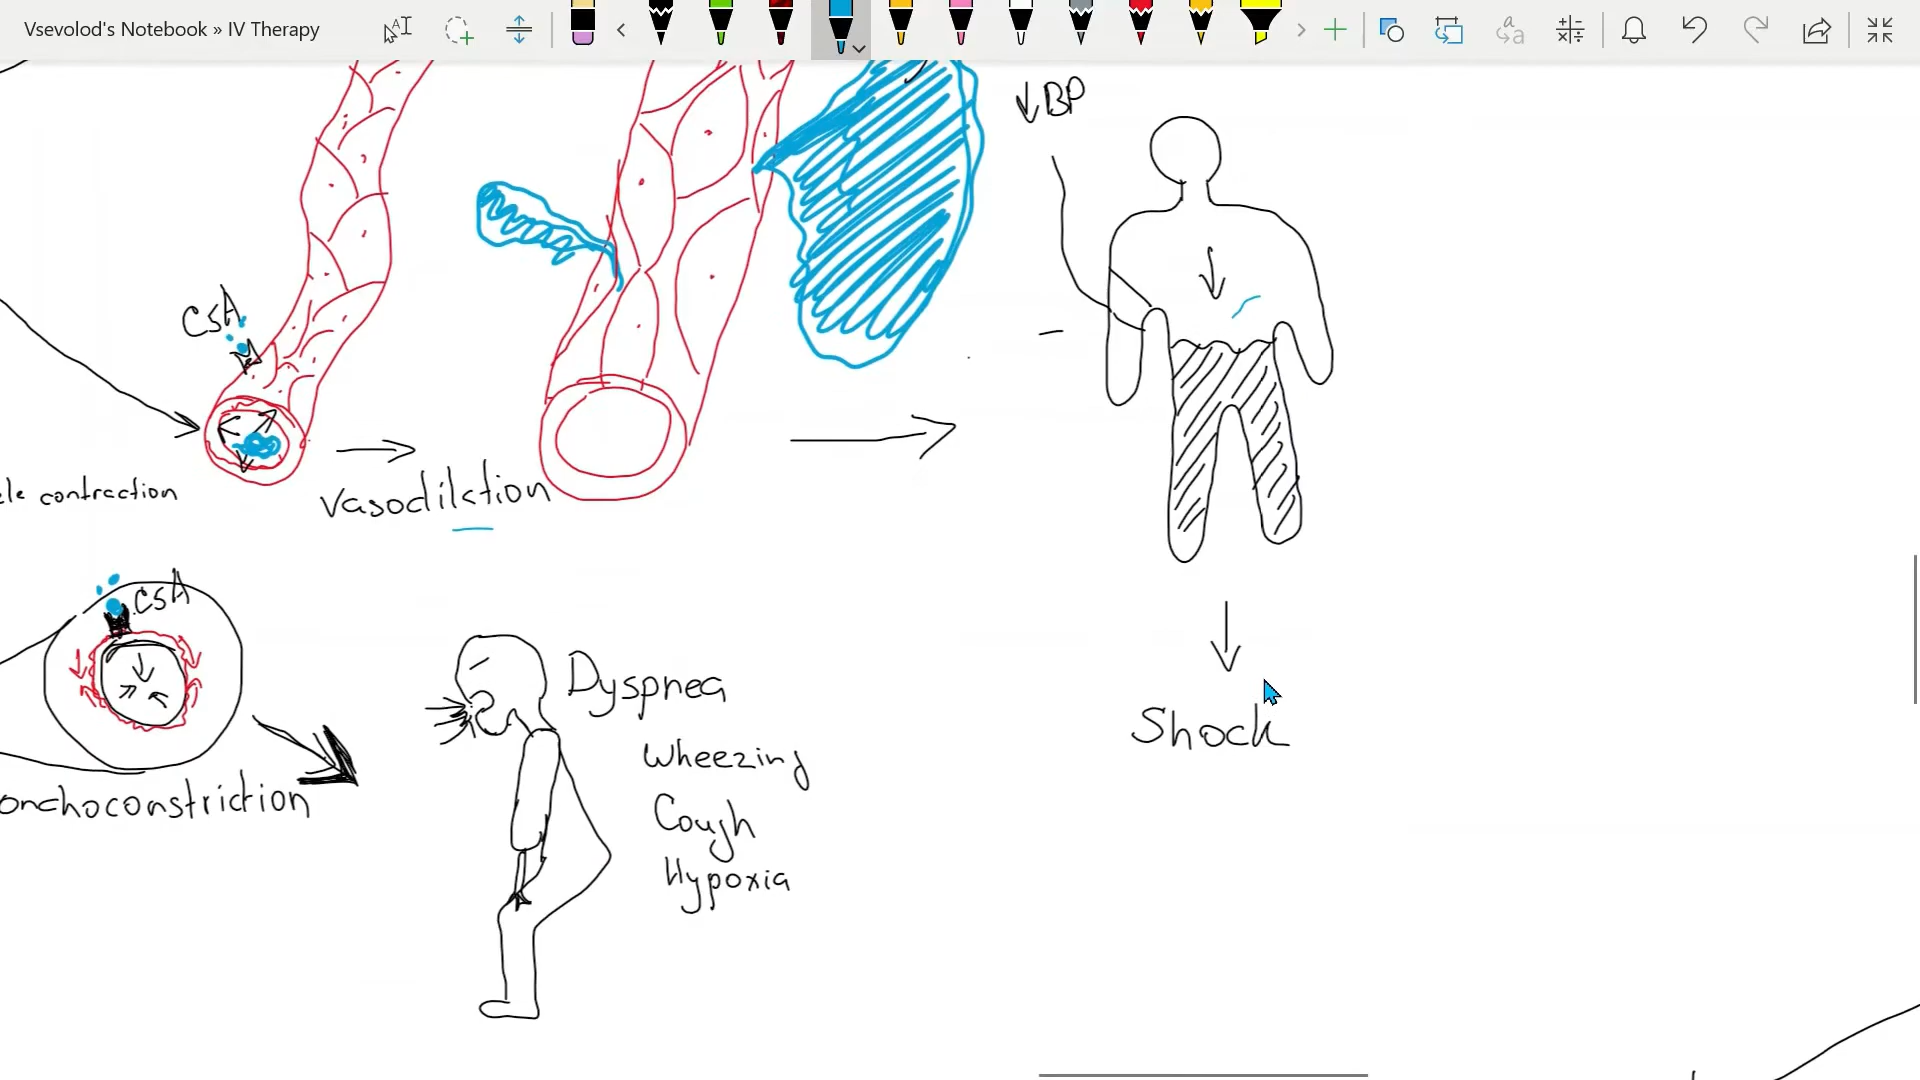 Vsevolod's Notebook » IV Therapy
↓BP
CSA
vasodilation
le contraction
CSA
onchoconstriction
Dyspnea
Wheezing
Cough
Hypoxia
Shock